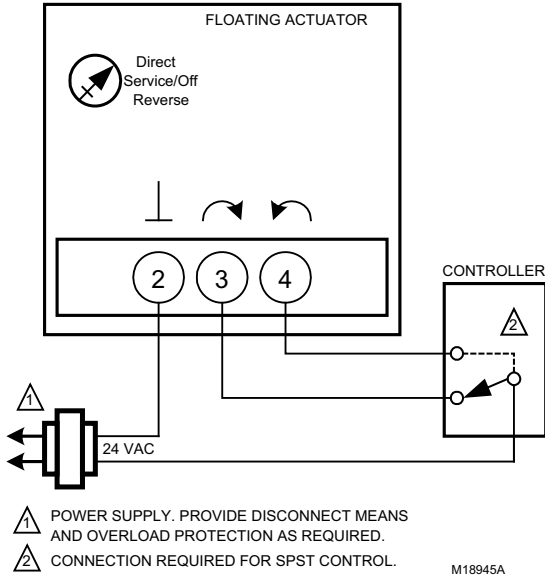 FLOATING ACTUATOR
Direct
Service/Off
Reverse
2 3 4
CONTROLLER
2
1
24 VAC
1 POWER SUPPLY. PROVIDE DISCONNECT MEANS
AND OVERLOAD PROTECTION AS REQUIRED.
2 CONNECTION REQUIRED FOR SPST CONTROL.
M18945A